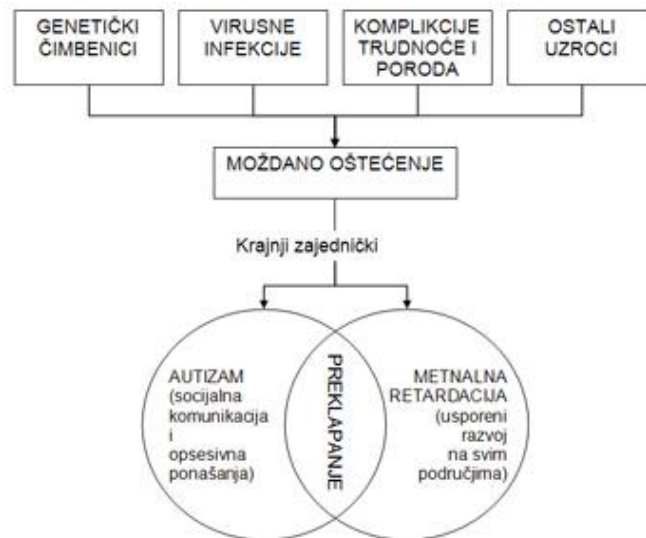 GENETIČKI
ČIMBENICI
VIRUSNE
INFEKCIJE
KOMPLIKCIJE
TRUDNOĆE I
PORODA
OSTALI
UZROCI
MOŽDANO OŠTEĆENJE
Krajnji zajednički
AUTIZAM
(socijalna
komunikacija
i
opsesivna
ponašanja)
PREKLAPANJE
METNALNA
RETARDACIJA
(usporeni
razvoj
na svim
područjima)